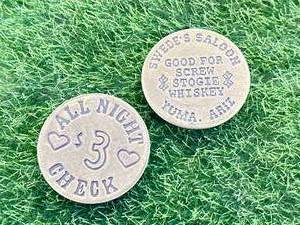 SWEDE'S SALOON
GOOD FOR
SCREW
STOGIE
WHISKEY
YUMA, ARIZ
ALL NIGHT
$3
CHECK